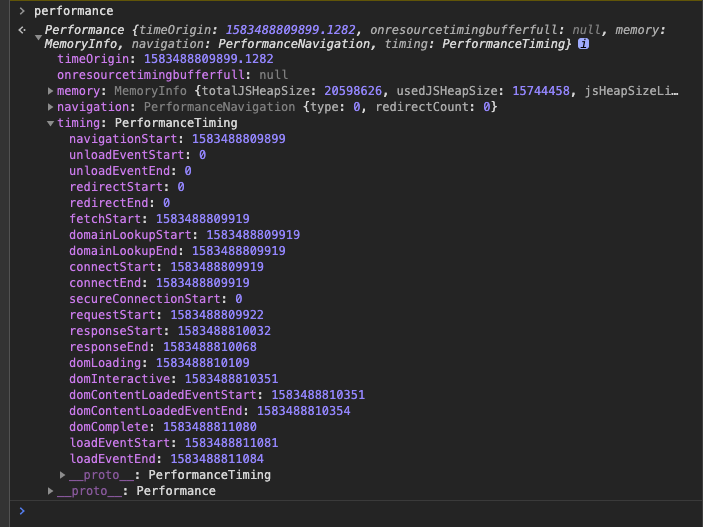 performance
Performance {timeOrigin: 1583488809899.1282, onresourcetimingbufferfull: null, memory:
MemoryInfo, navigation: PerformanceNavigation, timing: PerformanceTiming} i
timeOrigin: 1583488809899.1282
onresourcetimingbufferfull: null
memory: MemoryInfo {totalJSHeapSize: 20598626, usedJSHeapSize: 15744458, jsHeapSizeLi…
navigation: PerformanceNavigation {type: 0, redirectCount: 0}
timing: PerformanceTiming
navigationStart: 1583488809899
unloadEventStart: 0
unloadEventEnd: 0
redirectStart: 0
redirectEnd: 0
fetchStart: 1583488809919
domainLookupStart: 1583488809919
domainLookupEnd: 1583488809919
connectStart: 1583488809919
connectEnd: 1583488809919
secureConnectionStart: 0
requestStart: 1583488809922
responseStart: 1583488810032
responseEnd: 1583488810068
domLoading: 1583488810109
domInteractive: 1583488810351
domContentLoadedEventStart: 1583488810351
domContentLoadedEventEnd: 1583488810354
domComplete: 1583488811080
loadEventStart: 1583488811081
loadEventEnd: 1583488811084
__proto__: PerformanceTiming
__proto__: Performance